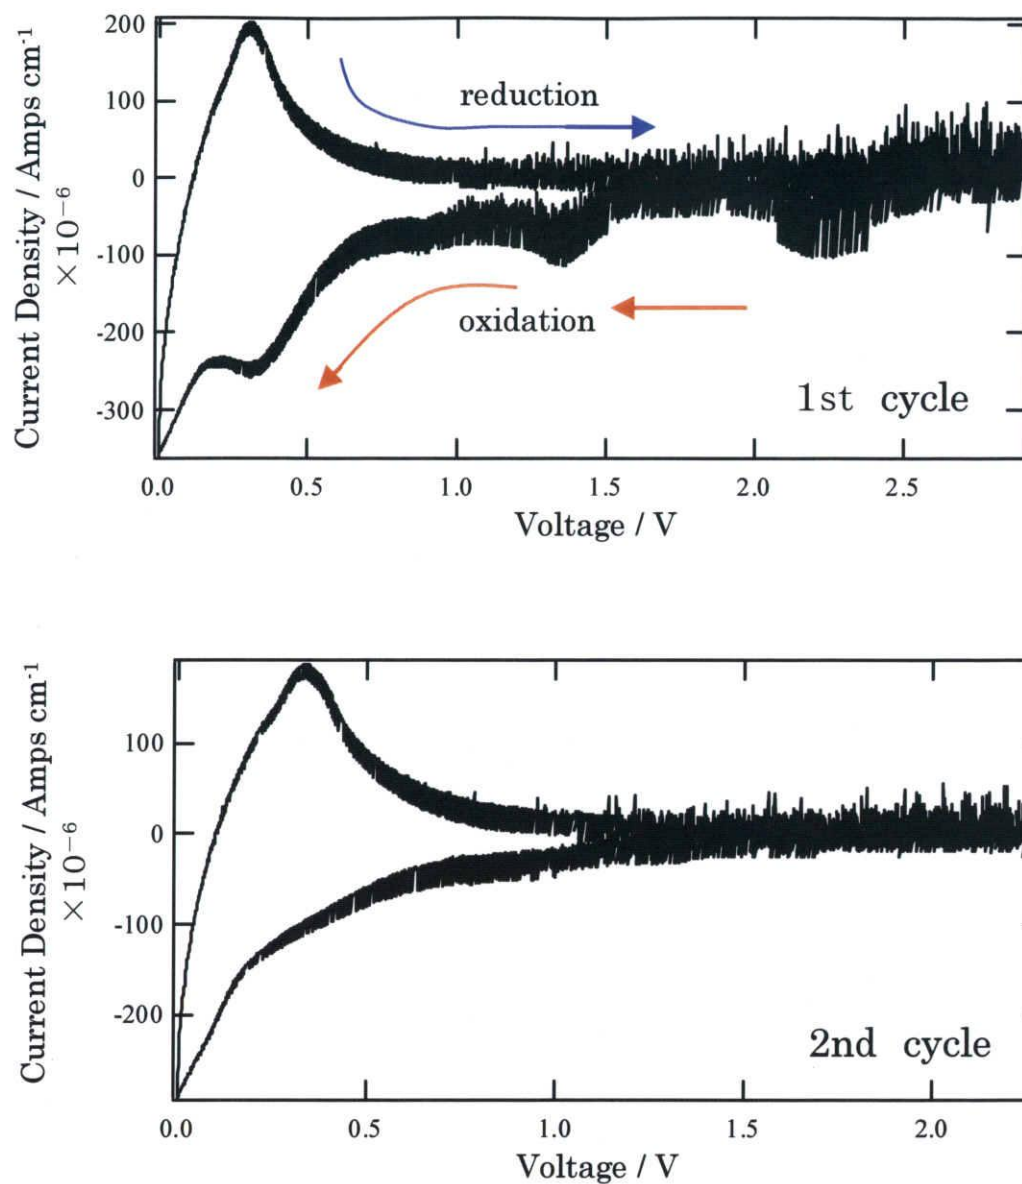 Current Density / Amps cm⁻¹
×10⁻⁶
200
100
0
-100
-200
-300
reduction
oxidation
1st cycle
0.0 0.5 1.0 1.5 2.0 2.5
Voltage / V
Current Density / Amps cm⁻¹
×10⁻⁶
100
0
-100
-200
2nd cycle
0.0 0.5 1.0 1.5 2.0
Voltage / V